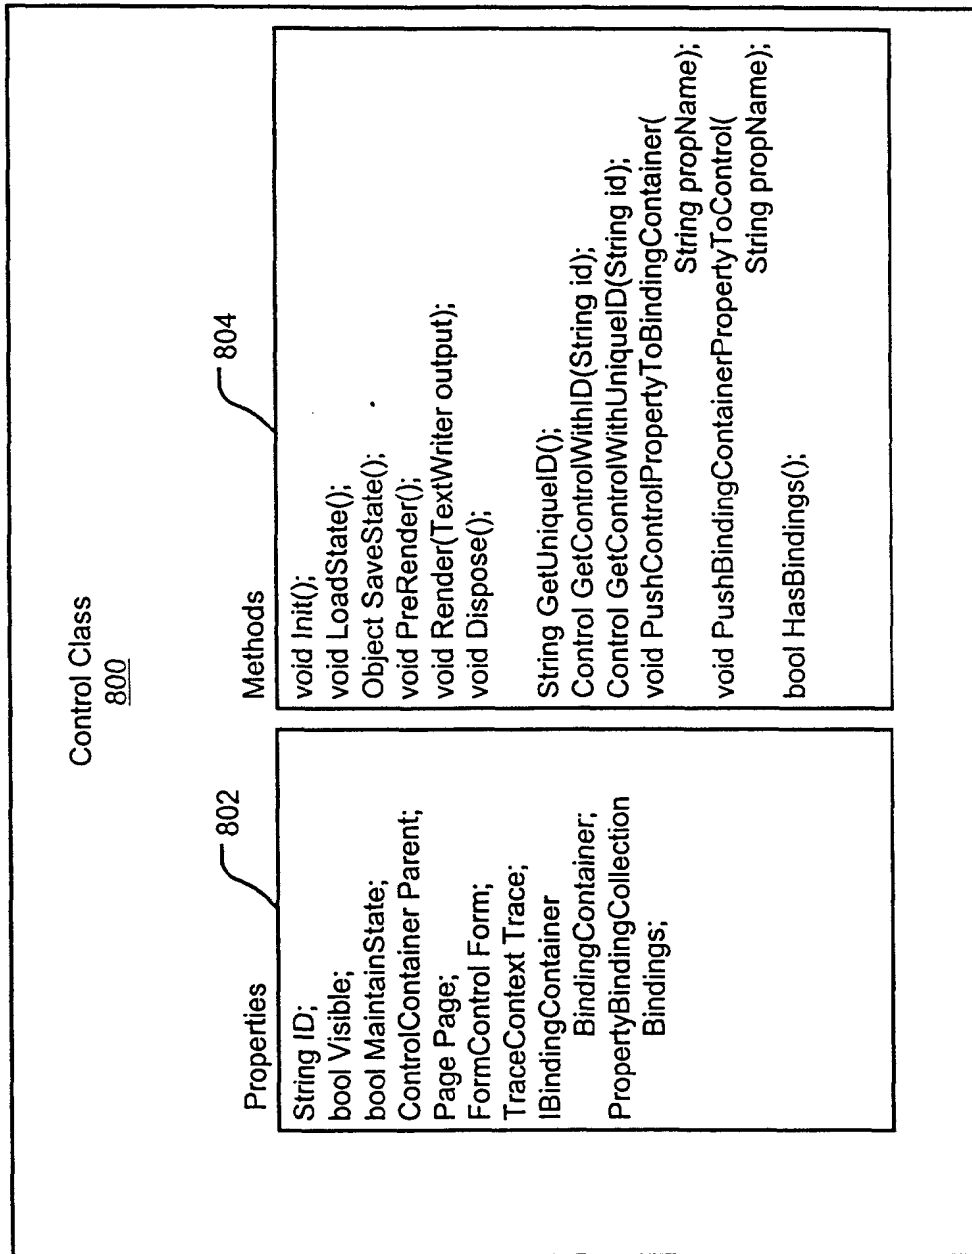 Control Class
800
Properties
802
String ID;
bool Visible;
bool MaintainState;
ControlContainer Parent;
Page Page;
FormControl Form;
TraceContext Trace;
IBindingContainer
BindingContainer;
PropertyBindingCollection
Bindings;
Methods
804
void Init();
void LoadState();
Object SaveState();
void PreRender();
void Render(TextWriter output);
void Dispose();
String GetUniqueID();
Control GetControlWithID(String id);
Control GetControlWithUniqueID(String id);
void PushControlPropertyToBindingContainer(
String propName);
void PushBindingContainerPropertyToControl(
String propName);
bool HasBindings();